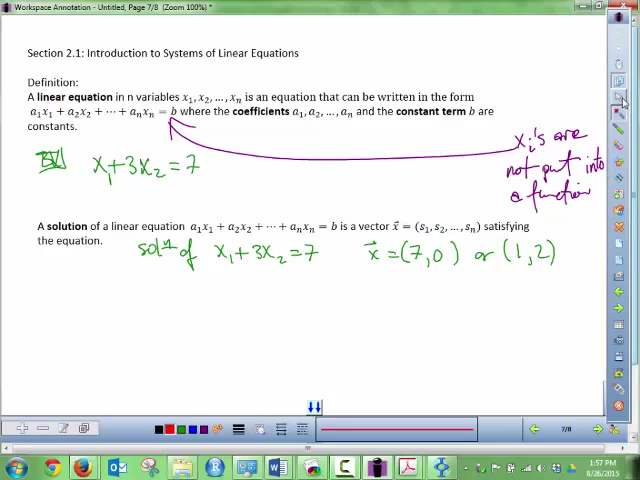 Workspace Annotation - Untitled, Page 7/8 (Zoom 100%) *
Section 2.1: Introduction to Systems of Linear Equations
Definition:
A linear equation in n variables x₁, x₂, ..., xₙ is an equation that can be written in the form
a₁x₁ + a₂x₂ + ⋯ + aₙxₙ = b where the coefficients a₁, a₂, ..., aₙ and the constant term b are
constants.
xᵢ's are
not put into
a function
x₁+3x₂=7
A solution of a linear equation a₁x₁ + a₂x₂ + ⋯ + aₙxₙ = b is a vector x⃗ = (s₁, s₂, ..., sₙ) satisfying
the equation.
solⁿ of x₁+3x₂=7 x⃗=(7,0) or (1,2)
7/8
1:57 PM
8/26/2015